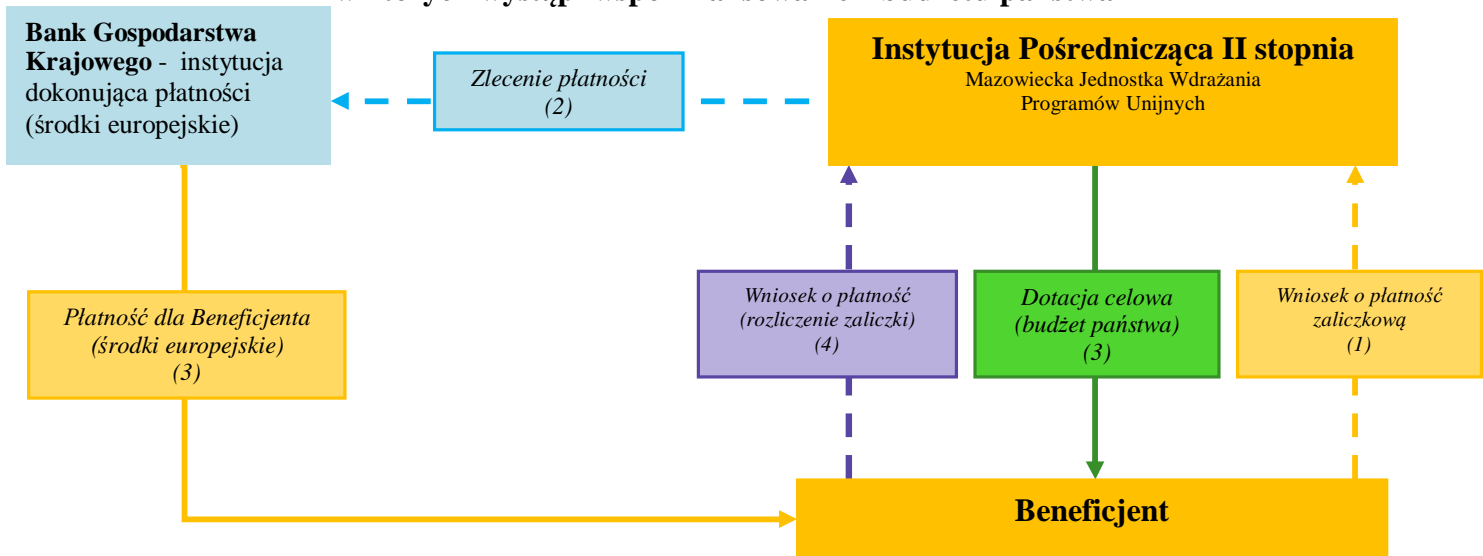 Bank Gospodarstwa
Krajowego - instytucja
dokonująca płatności
(środki europejskie)
Zlecenie płatności
(2)
Instytucja Pośrednicząca II stopnia
Mazowiecka Jednostka Wdrażania
Programów Unijnych
Płatność dla Beneficjenta
(środki europejskie)
(3)
Wniosek o płatność
(rozliczenie zaliczki)
(4)
Dotacja celowa
(budżet państwa)
(3)
Wniosek o płatność
zaliczkową
(1)
Beneficjent